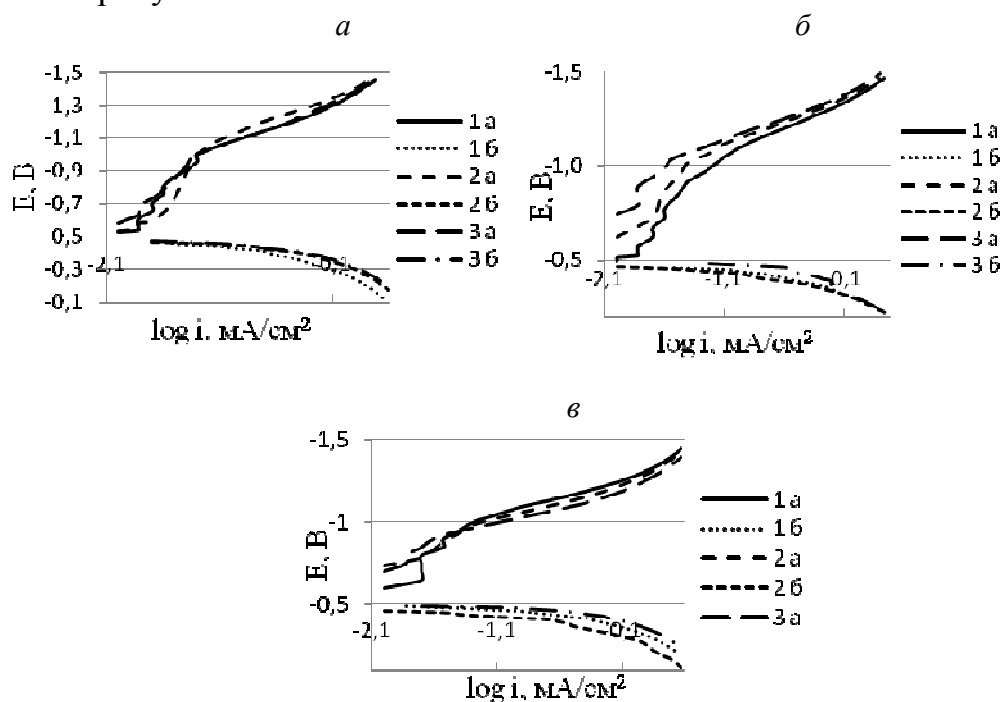 а
-1,5
1,3
-1,1
-0,9
-0,7
0,5
-0,3
-0,1
Е, В
-2,1
-0,1
log i, мА/см²
1а
1б
2а
2б
3а
3б
б
-1,5
-1,0
-0,5
Е, В
-2,1
-1,1
0,1
log i, мА/см²
1а
1б
2а
2б
3а
3б
в
-1,5
-1
-0,5
Е, В
-2,1
-1,1
0,1
log i, мА/см²
1а
1б
2а
2б
3а